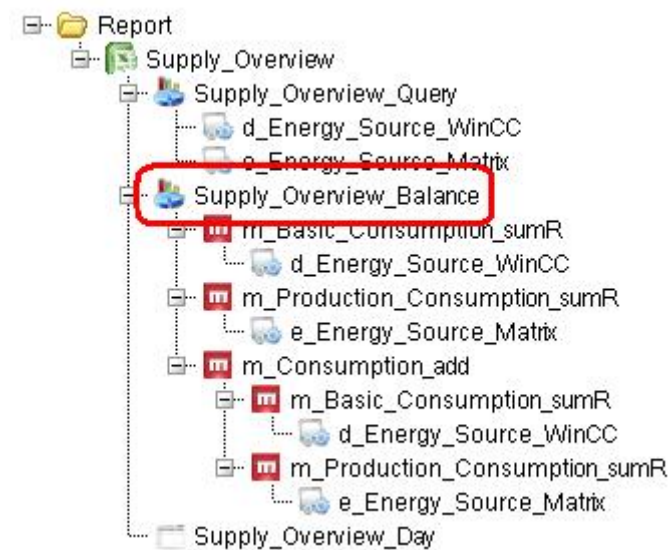 Report
Supply_Overview
Supply_Overview_Query
d_Energy_Source_WinCC
e_Energy_Source_Matrix
Supply_Overview_Balance
m_Basic_Consumption_sumR
d_Energy_Source_WinCC
m_Production_Consumption_sumR
e_Energy_Source_Matrix
m_Consumption_add
m_Basic_Consumption_sumR
d_Energy_Source_WinCC
m_Production_Consumption_sumR
e_Energy_Source_Matrix
Supply_Overview_Day